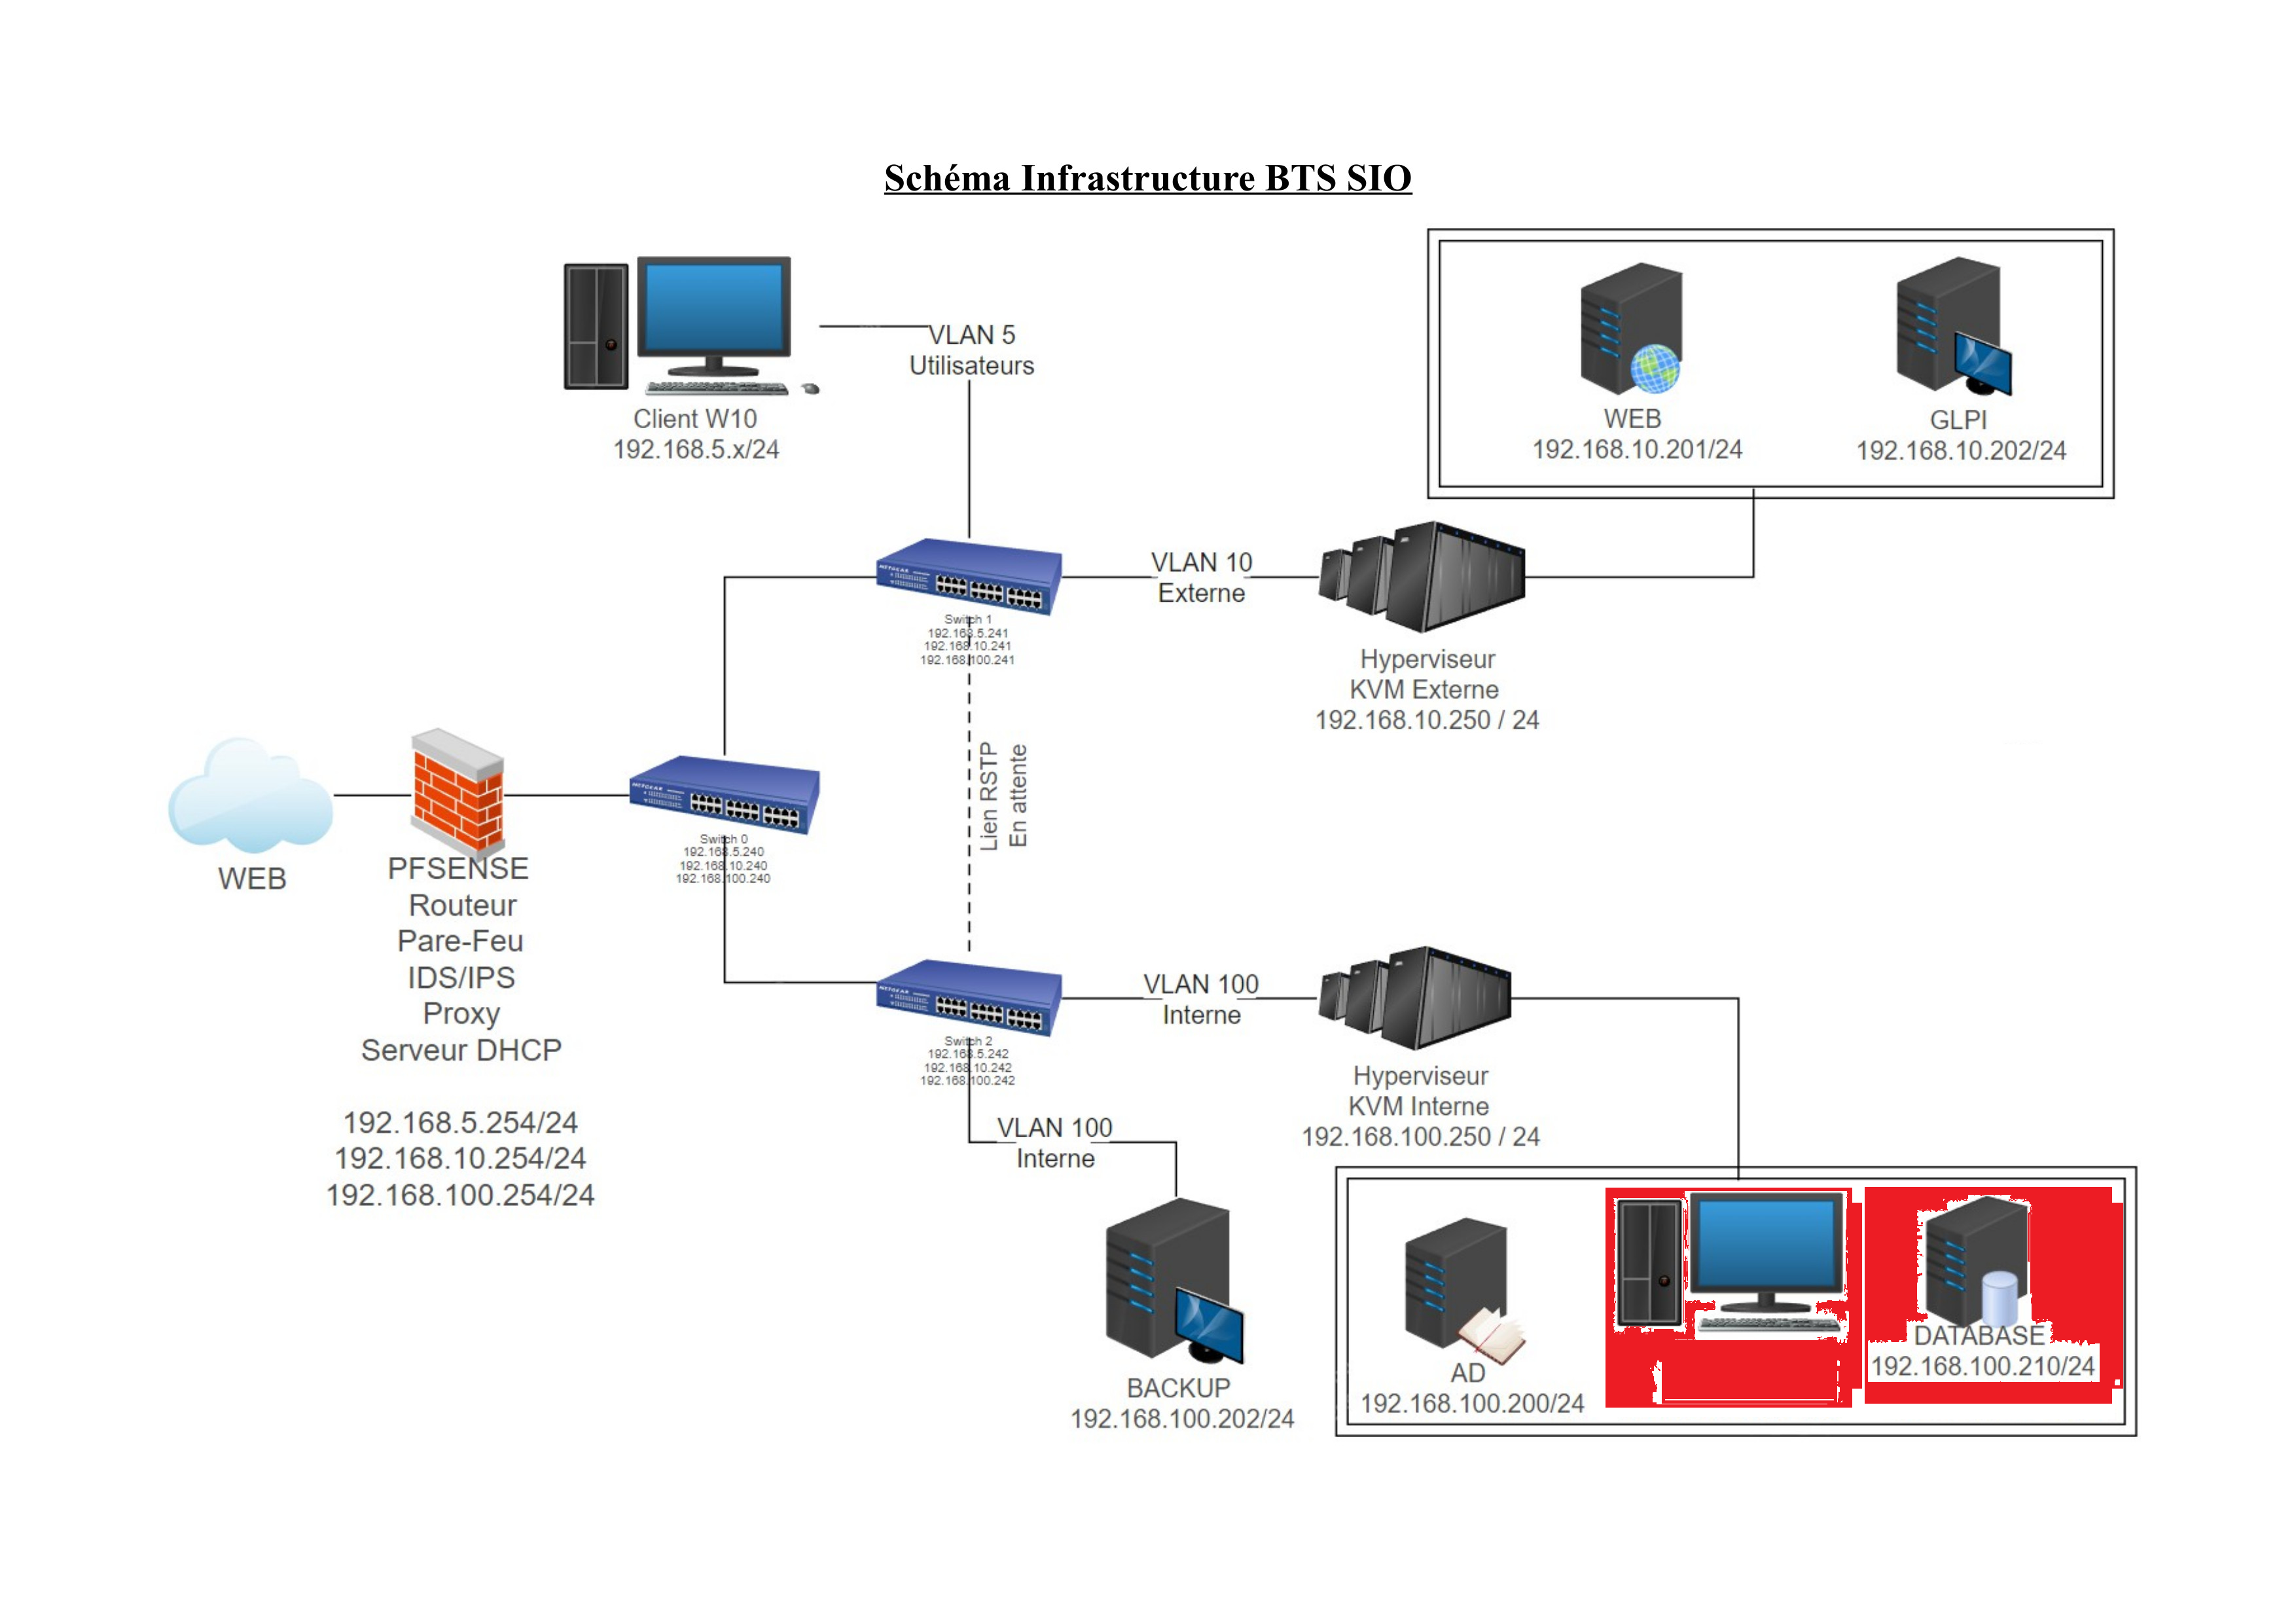 Schéma Infrastructure BTS SIO
Client W10
192.168.5.x/24
VLAN 5
Utilisateurs
WEB
192.168.10.201/24
GLPI
192.168.10.202/24
NETGEAR
Switch 1
192.168.5.241
192.168.10.241
192.168.100.241
VLAN 10
Externe
Hyperviseur
KVM Externe
192.168.10.250 / 24
WEB
PFSENSE
Routeur
Pare-Feu
IDS/IPS
Proxy
Serveur DHCP
192.168.5.254/24
192.168.10.254/24
192.168.100.254/24
NETGEAR
Switch 0
192.168.5.240
192.168.10.240
192.168.100.240
Lien RSTP
En attente
NETGEAR
Switch 2
192.168.5.242
192.168.10.242
192.168.100.242
VLAN 100
Interne
Hyperviseur
KVM Interne
192.168.100.250 / 24
VLAN 100
Interne
BACKUP
192.168.100.202/24
AD
192.168.100.200/24
DATABASE
192.168.100.210/24